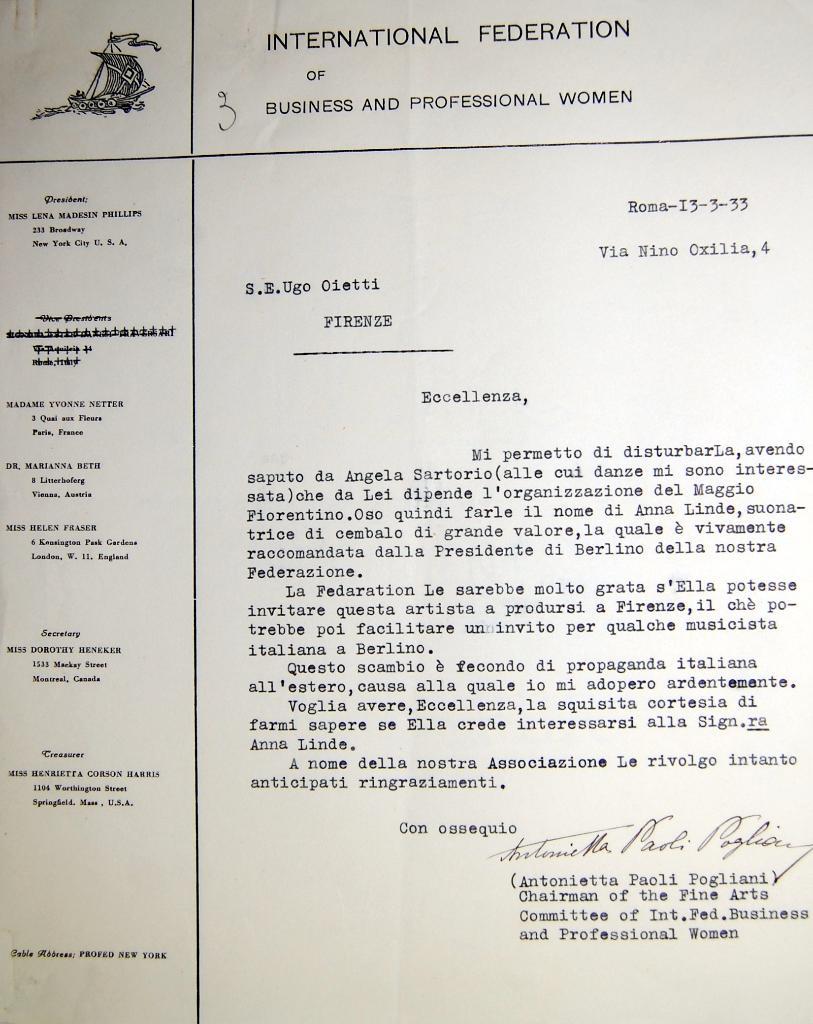 INTERNATIONAL FEDERATION
OF
BUSINESS AND PROFESSIONAL WOMEN
3
President;
MISS LENA MADESIN PHILLIPS
233 Broadway
New York City U. S. A.
Vice Presidents
MADAME YVONNE NETTER
3 Quai aux Fleurs
Paris, France
DR. MARIANNA BETH
8 Litterhoferg
Vienna, Austria
MISS HELEN FRASER
6 Kensington Park Gardens
London, W. 11. England
Secretary
MISS DOROTHY HENEKER
1533 Mackay Street
Montreal, Canada
Treasurer
MISS HENRIETTA CORSON HARRIS
1104 Worthington Street
Springfield. Mass , U.S.A.
Cable Address; PROFED NEW YORK
Roma-I3-3-33
Via Nino Oxilia,4
S.E.Ugo Oietti
FIRENZE
Eccellenza,
Mi permetto di disturbarLa,avendo
saputo da Angela Sartorio(alle cui danze mi sono interes-
sata)che da Lei dipende l'organizzazione del Maggio
Fiorentino.Oso quindi farle il nome di Anna Linde,suona-
trice di cembalo di grande valore,la quale è vivamente
raccomandata dalla Presidente di Berlino della nostra
Federazione.
La Fedaration Le sarebbe molto grata s'Ella potesse
invitare questa artista a prodursi a Firenze,il chè po-
trebbe poi facilitare un invito per qualche musicista
italiana a Berlino.
Questo scambio è fecondo di propaganda italiana
all'estero,causa alla quale io mi adopero ardentemente.
Voglia avere,Eccellenza,la squisita cortesia di
farmi sapere se Ella crede interessarsi alla Sign.ra
Anna Linde.
A nome della nostra Associazione Le rivolgo intanto
anticipati ringraziamenti.
Con ossequio
Antonietta Paoli Pogliani
(Antonietta Paoli Pogliani)
Chairman of the Fine Arts
Committee of Int.Fed.Business
and Professional Women